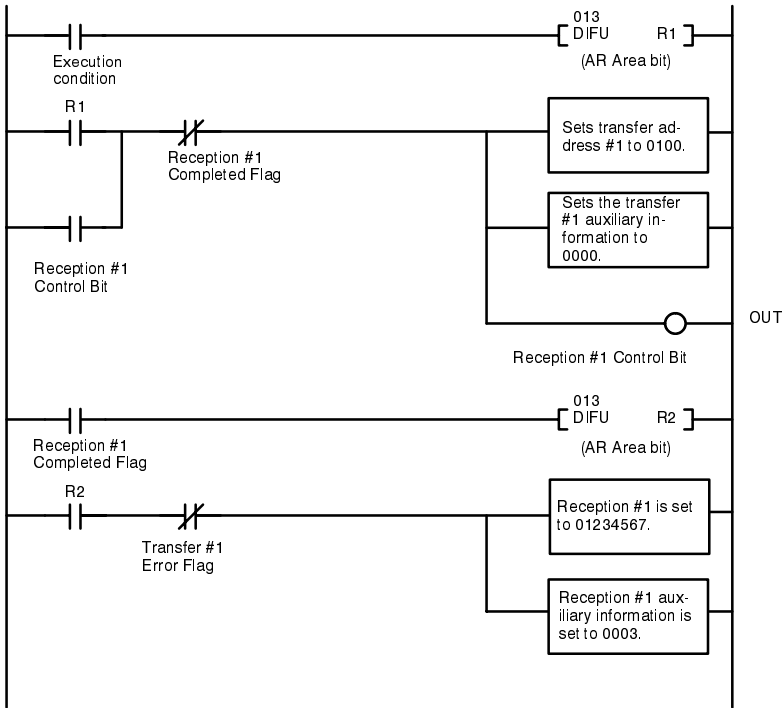 013
DIFU R1
(AR Area bit)
Execution
condition
R1
Reception #1
Completed Flag
Sets transfer ad-
dress #1 to 0100.
Sets the transfer
#1 auxiliary in-
formation to
0000.
Reception #1
Control Bit
OUT
Reception #1 Control Bit
013
DIFU R2
(AR Area bit)
Reception #1
Completed Flag
R2
Transfer #1
Error Flag
Reception #1 is set
to 01234567.
Reception #1 aux-
iliary information is
set to 0003.